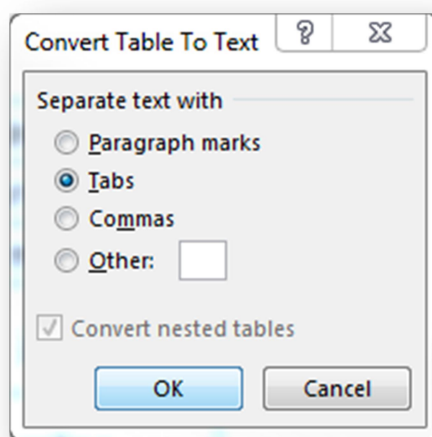 Convert Table To Text
Separate text with
Paragraph marks
Tabs
Commas
Other:
Convert nested tables
OK Cancel